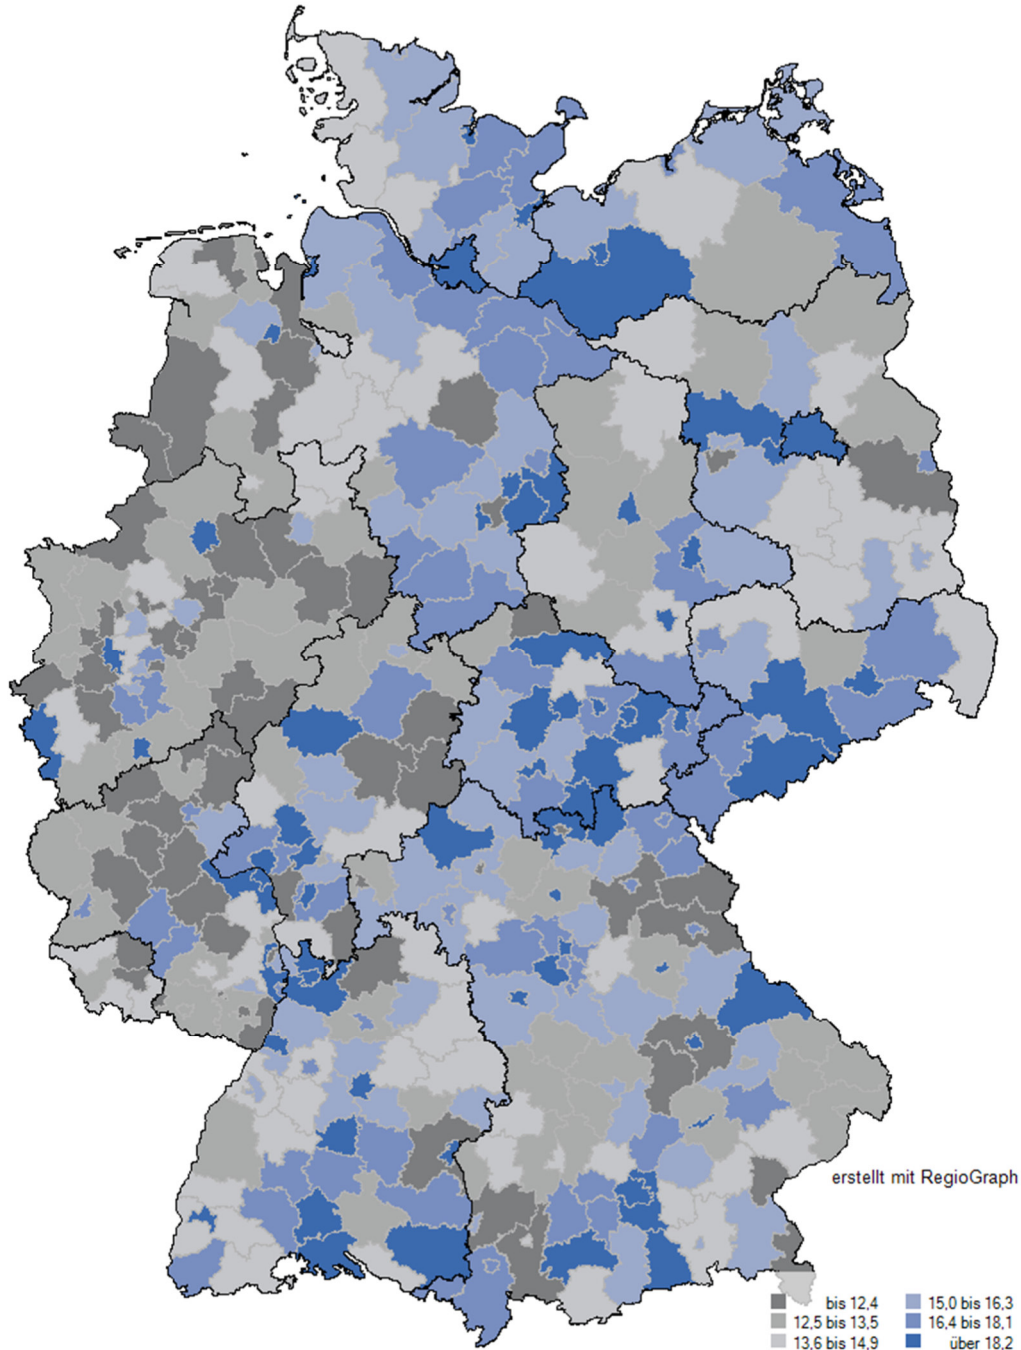 erstellt mit RegioGraph
bis 12,4
12,5 bis 13,5
13,6 bis 14,9
15,0 bis 16,3
16,4 bis 18,1
über 18,2